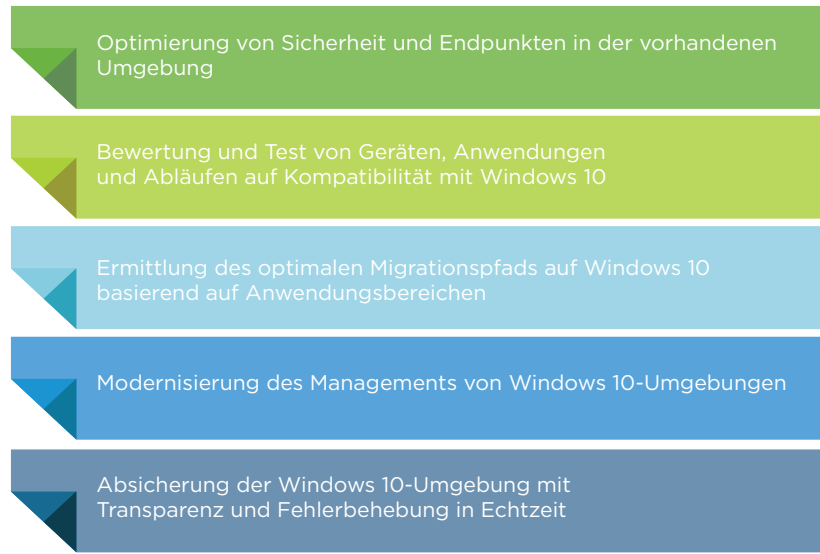 Optimierung von Sicherheit und Endpunkten in der vorhandenen
Umgebung
Bewertung und Test von Geräten, Anwendungen
und Abläufen auf Kompatibilität mit Windows 10
Ermittlung des optimalen Migrationspfads auf Windows 10
basierend auf Anwendungsbereichen
Modernisierung des Managements von Windows 10-Umgebungen
Absicherung der Windows 10-Umgebung mit
Transparenz und Fehlerbehebung in Echtzeit